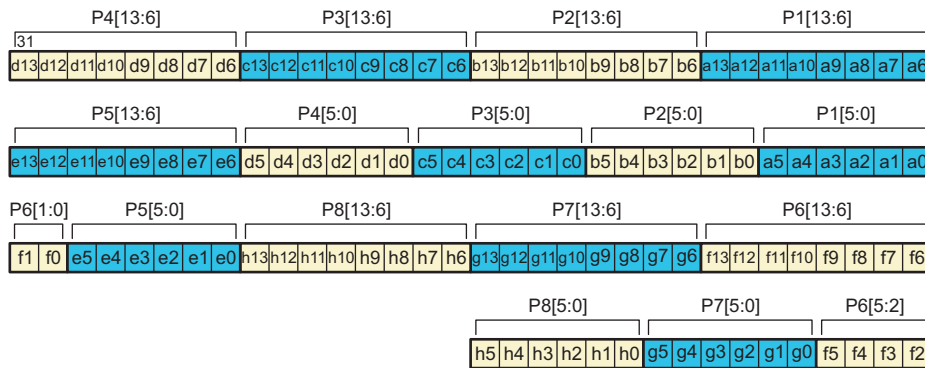 P4[13:6] P3[13:6] P2[13:6] P1[13:6]
31
d13 d12 d11 d10 d9 d8 d7 d6 c13 c12 c11 c10 c9 c8 c7 c6 b13 b12 b11 b10 b9 b8 b7 b6 a13 a12 a11 a10 a9 a8 a7 a6
P5[13:6] P4[5:0] P3[5:0] P2[5:0] P1[5:0]
e13 e12 e11 e10 e9 e8 e7 e6 d5 d4 d3 d2 d1 d0 c5 c4 c3 c2 c1 c0 b5 b4 b3 b2 b1 b0 a5 a4 a3 a2 a1 a0
P6[1:0] P5[5:0] P8[13:6] P7[13:6] P6[13:6]
f1 f0 e5 e4 e3 e2 e1 e0 h13 h12 h11 h10 h9 h8 h7 h6 g13 g12 g11 g10 g9 g8 g7 g6 f13 f12 f11 f10 f9 f8 f7 f6
P8[5:0] P7[5:0] P6[5:2]
h5 h4 h3 h2 h1 h0 g5 g4 g3 g2 g1 g0 f5 f4 f3 f2